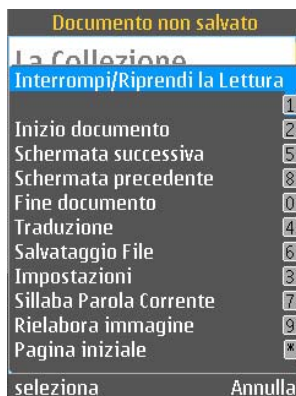 Documento non salvato
La Collezione
Interrompi/Riprendi la Lettura
1
Inizio documento 2
Schermata successiva 5
Schermata precedente 8
Fine documento 0
Traduzione 4
Salvataggio File 6
Impostazioni 3
Sillaba Parola Corrente 7
Rielabora immagine 9
Pagina iniziale *
seleziona Annulla